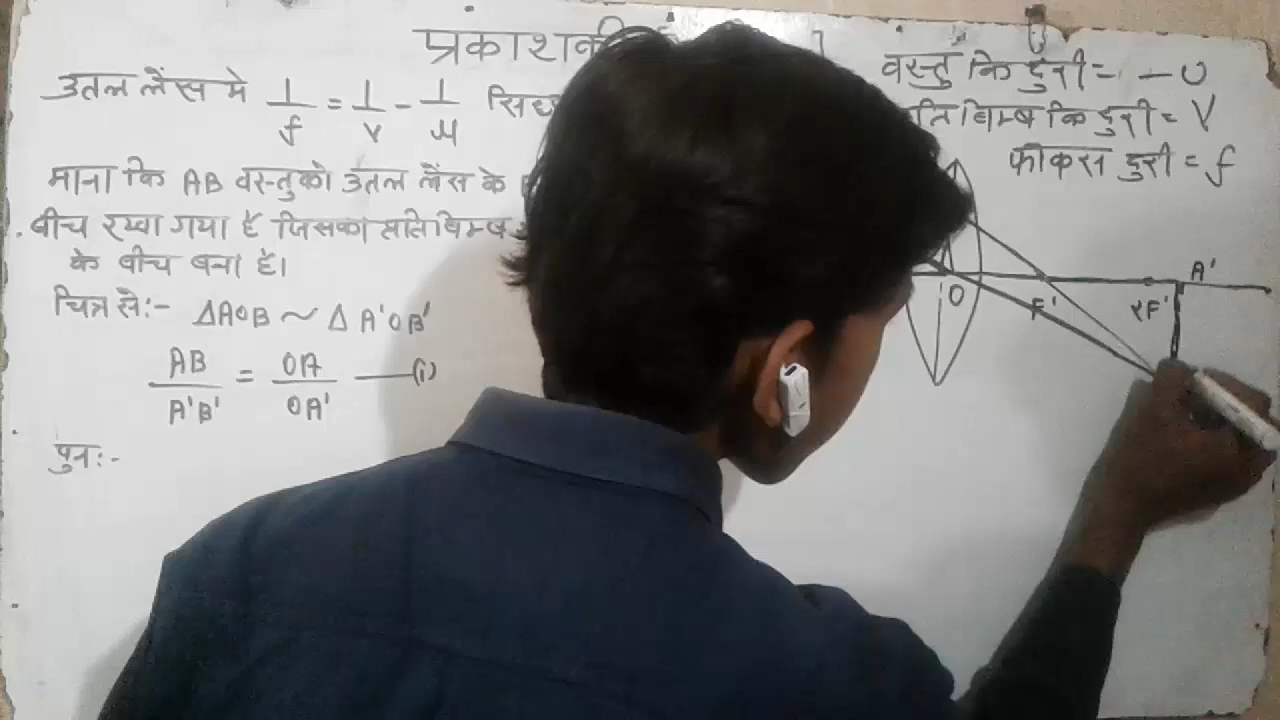 प्रकाशकी
उतल लेंस मे 1/f = 1/v - 1/u सिध
माना कि AB वस्तुको उतल लेंस के
बीच रखा गया हैं जिसका प्रतिबिम्ब
के बीच बना हैं।
चित्र से:- ΔAOB ~ Δ A'OB'
AB/A'B' = OA/OA' —(i)
पुनः-
वस्तु कि दुरी = -U
तिबिम्ब कि दुरी = V
फोकस दुरी = f
O F' 2F' A'